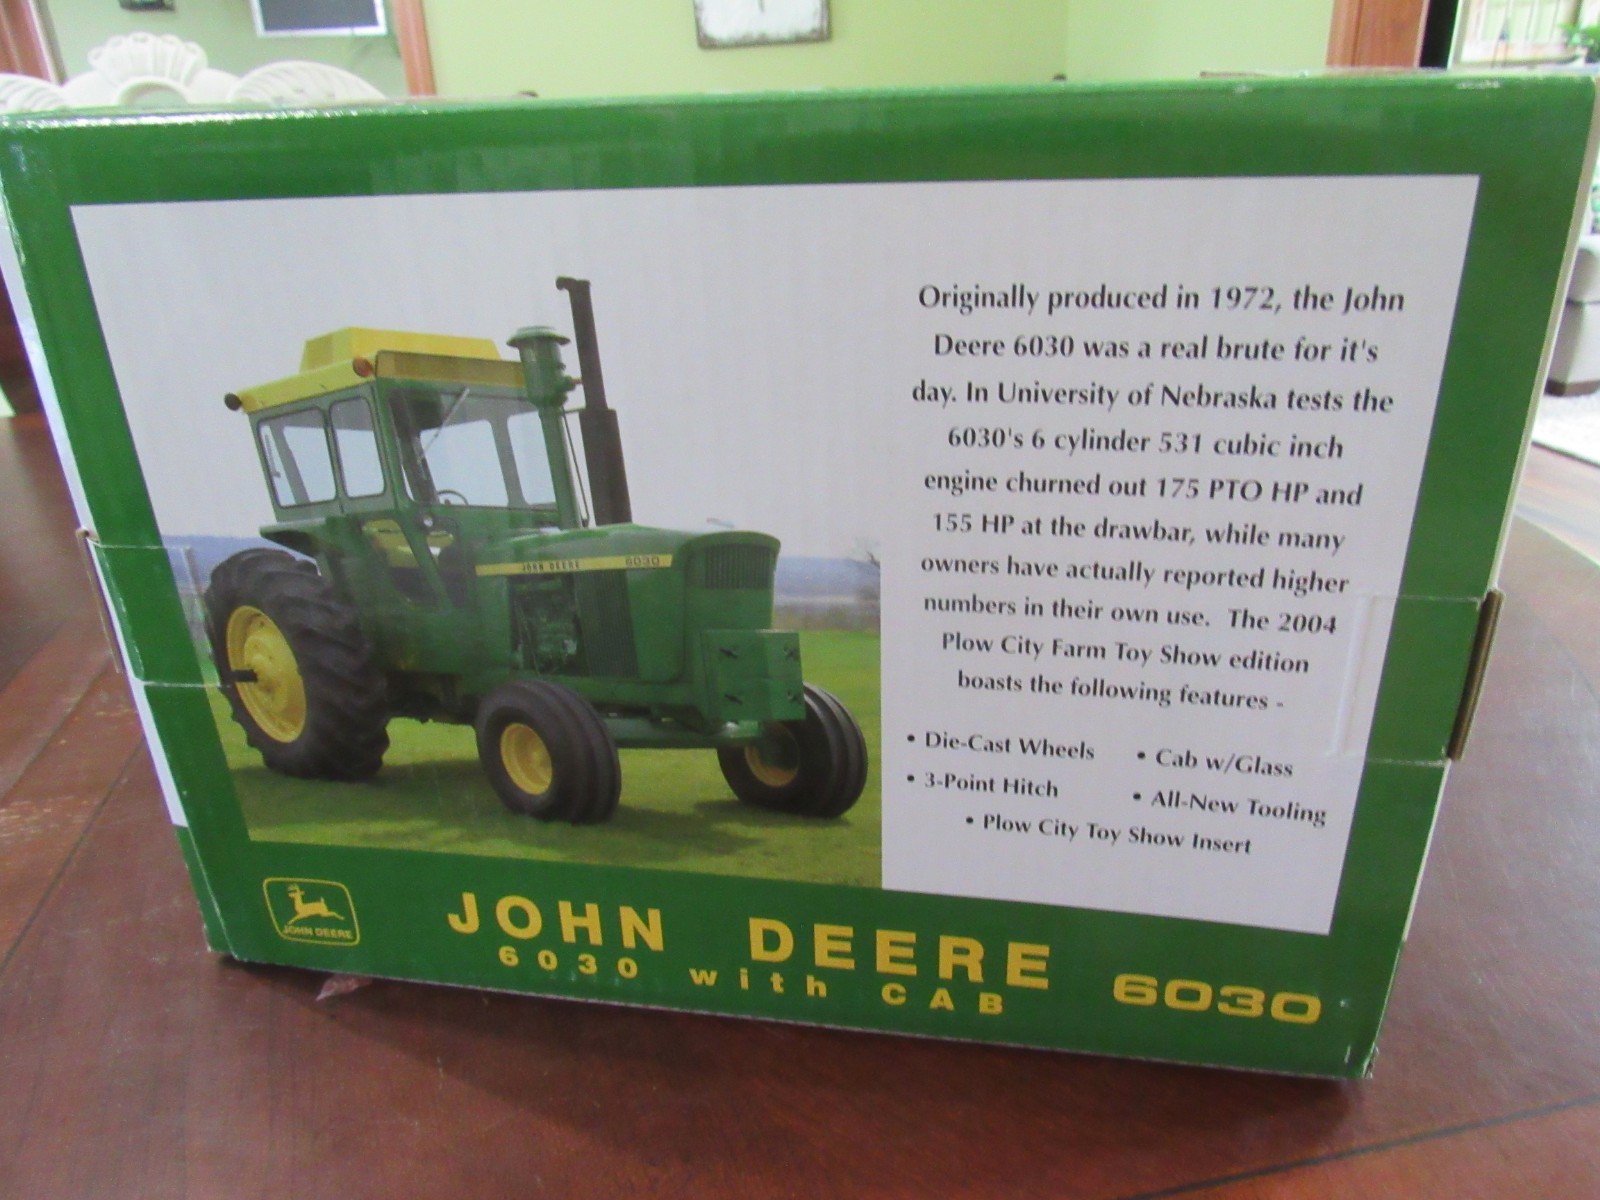 Originally produced in 1972, the John
Deere 6030 was a real brute for it's
day. In University of Nebraska tests the
6030's 6 cylinder 531 cubic inch
engine churned out 175 PTO HP and
155 HP at the drawbar, while many
owners have actually reported higher
numbers in their own use. The 2004
Plow City Farm Toy Show edition
boasts the following features -
• Die-Cast Wheels • Cab w/Glass
• 3-Point Hitch • All-New Tooling
• Plow City Toy Show Insert
JOHN DEERE 6030
JOHN DEERE
JOHN DEERE
6030 with CAB
6030